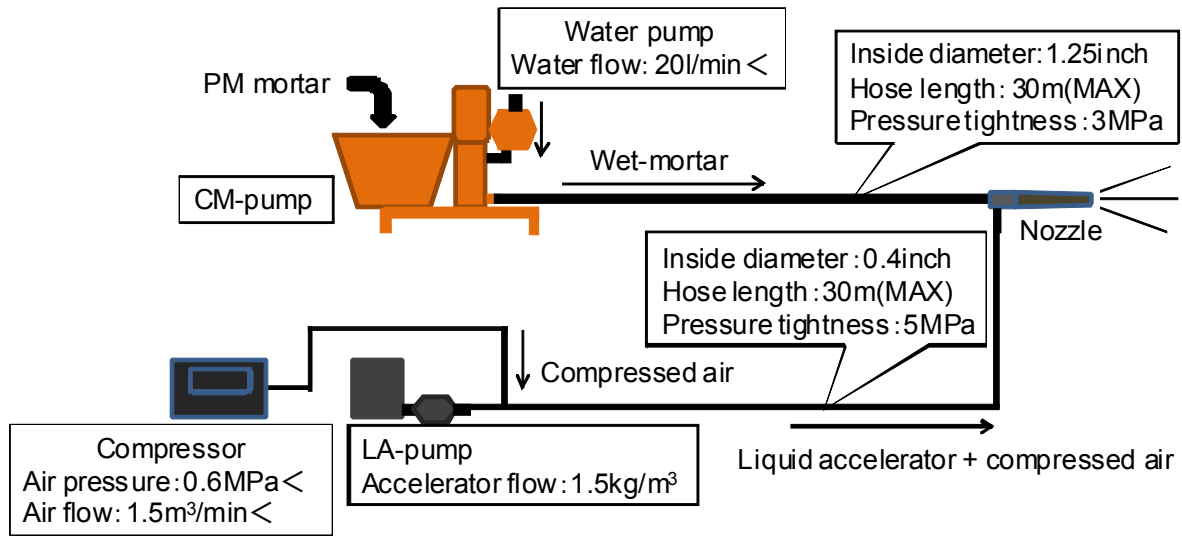 Water pump
Water flow: 20l/min＜
Inside diameter:1.25inch
Hose length:30m(MAX)
Pressure tightness:3MPa
PM mortar
Wet-mortar
CM-pump
Nozzle
Inside diameter:0.4inch
Hose length:30m(MAX)
Pressure tightness:5MPa
Compressed air
Compressor
Air pressure:0.6MPa＜
Air flow:1.5m³/min＜
LA-pump
Accelerator flow:1.5kg/m³
Liquid accelerator + compressed air